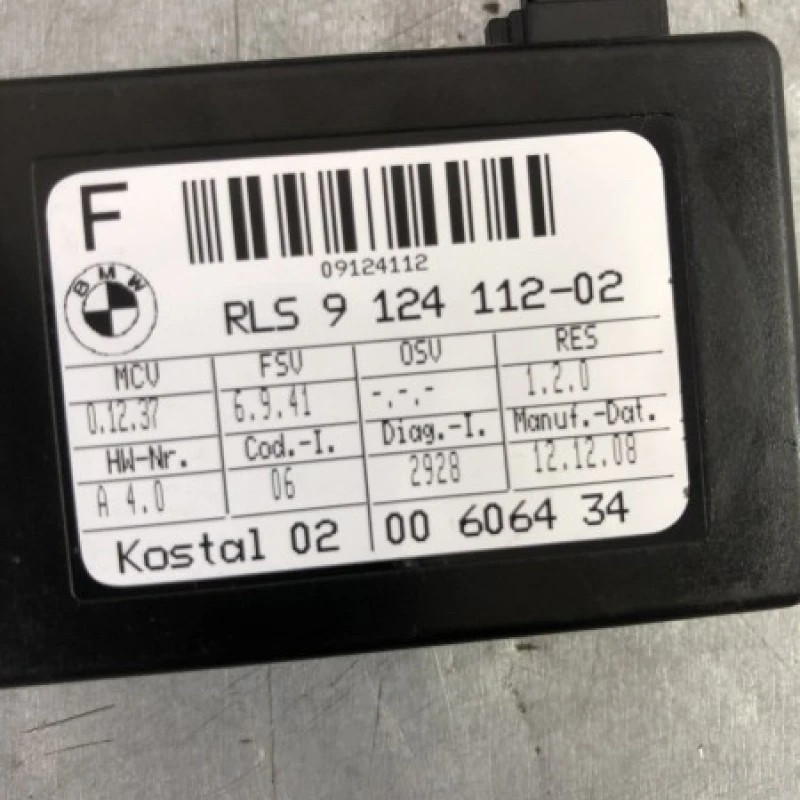 F
09124112
BMW
RLS 9 124 112-02
MCV FSV OSV RES
0.12.37 6.9.41 -.-.- 1.2.0
HW-Nr. Cod.-I. Diag.-I. Manuf.-Dat.
A 4.0 06 2928 12.12.08
Kostal 02 00 6064 34